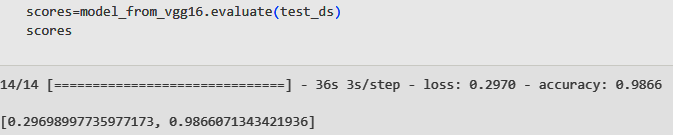 scores=model_from_vgg16.evaluate(test_ds)
scores
14/14 [==============================] - 36s 3s/step - loss: 0.2970 - accuracy: 0.9866
[0.29698997735977173, 0.9866071343421936]